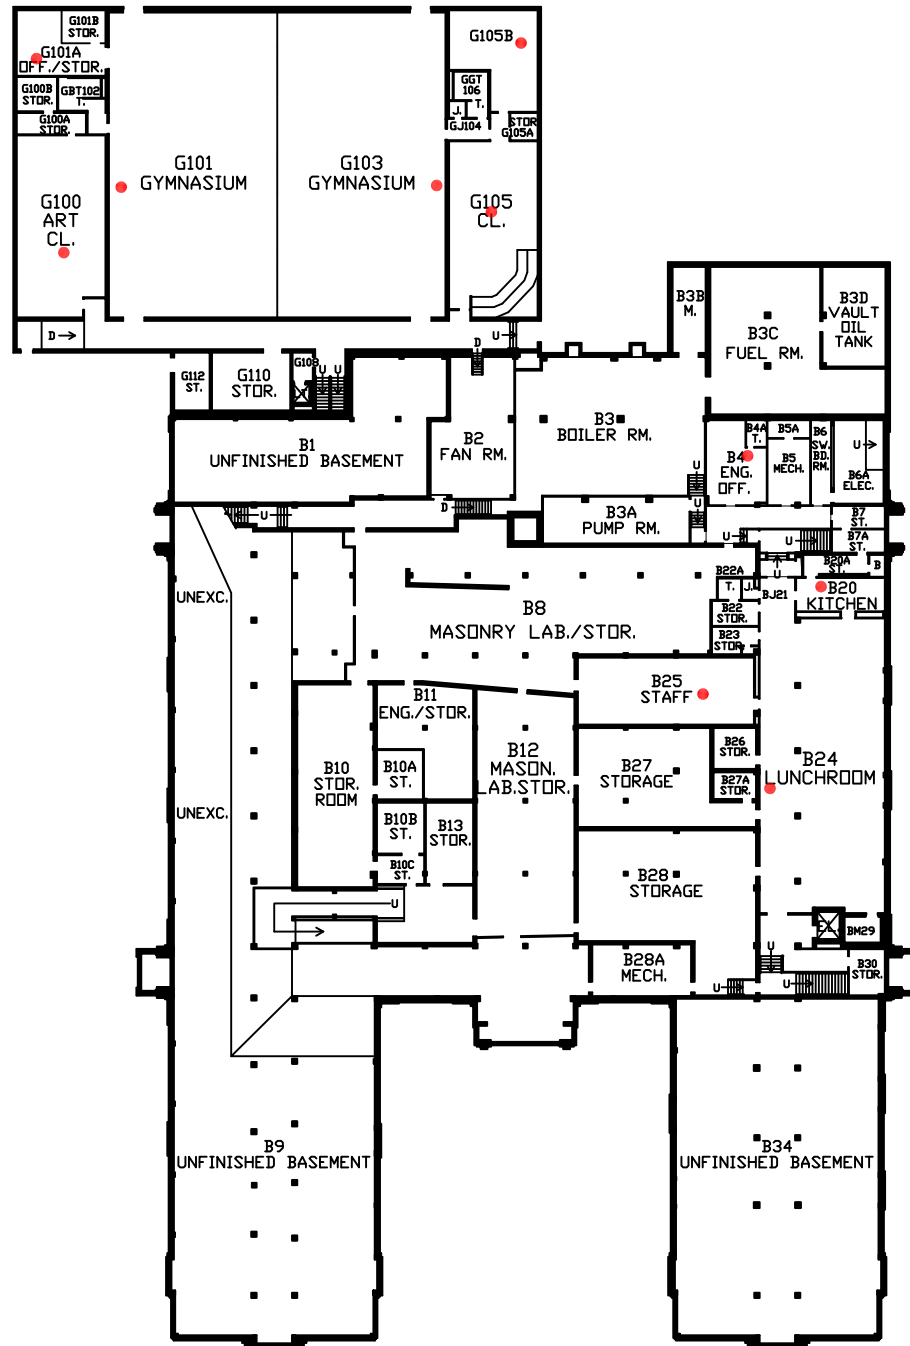 G101B
STOR.
G101A
OFF./STOR.
G100B
STOR.
GBT102
T.
G100A
STOR.
G100
ART
CL.
G101
GYMNASIUM
G103
GYMNASIUM
G105B
GGT
106
T.
J.
GJ104
STOR
G105A
G105
CL.
D
U
D
G112
ST.
G110
STOR.
G108
U U
B1
UNFINISHED BASEMENT
B2
FAN RM.
B3
BOILER RM.
B3A
PUMP RM.
B3B
M.
B3C
FUEL RM.
B3D
VAULT
OIL
TANK
B4A
T.
B4
ENG.
OFF.
B5A
B5
MECH.
B6
SW.
BD.
RM.
U
B6A
ELEC.
U
U
D
U
B7
ST.
B7A
ST.
U
U
U
B20A
ST.
B
B20
KITCHEN
BJ21
B22A
T.
J.
B22
STOR.
B23
STOR.
UNEXC.
B8
MASONRY LAB./STOR.
B25
STAFF
B11
ENG./STOR.
B10
STOR.
ROOM
B10A
ST.
B12
MASON.
LAB.STOR.
B27
STORAGE
B26
STOR.
B27A
STOR.
B24
LUNCHROOM
UNEXC.
B10B
ST.
B13
STOR.
B10C
ST.
B28
STORAGE
U
EL.
BM29
B28A
MECH.
U
U
U
B30
STOR.
B9
UNFINISHED BASEMENT
B34
UNFINISHED BASEMENT